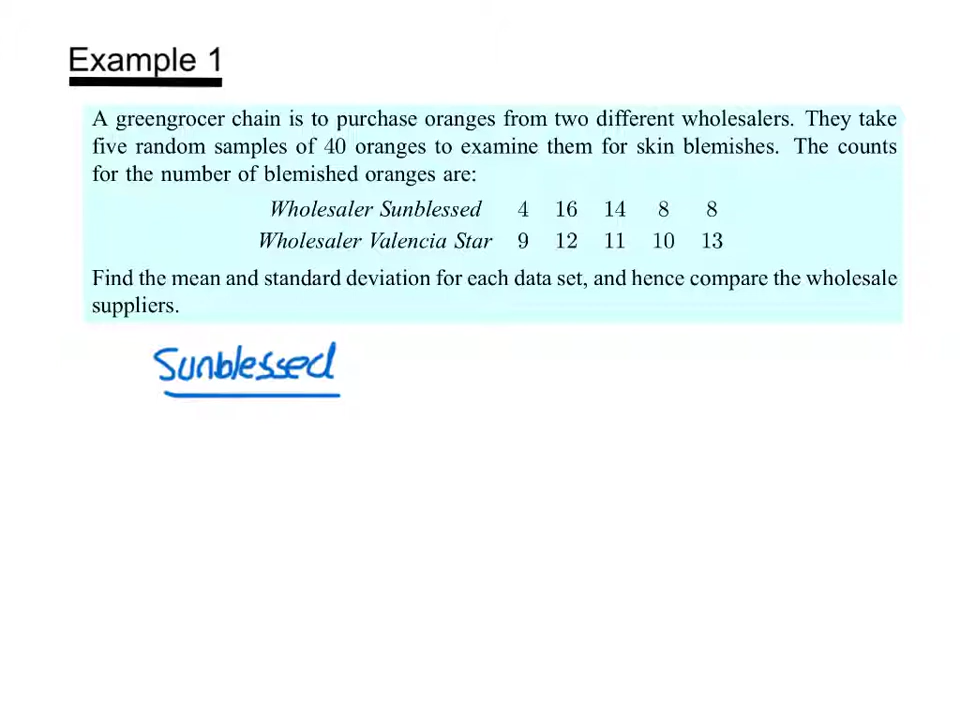 Example 1
A greengrocer chain is to purchase oranges from two different wholesalers. They take
five random samples of 40 oranges to examine them for skin blemishes. The counts
for the number of blemished oranges are:
Wholesaler Sunblessed 4 16 14 8 8
Wholesaler Valencia Star 9 12 11 10 13
Find the mean and standard deviation for each data set, and hence compare the wholesale
suppliers.
Sunblessed